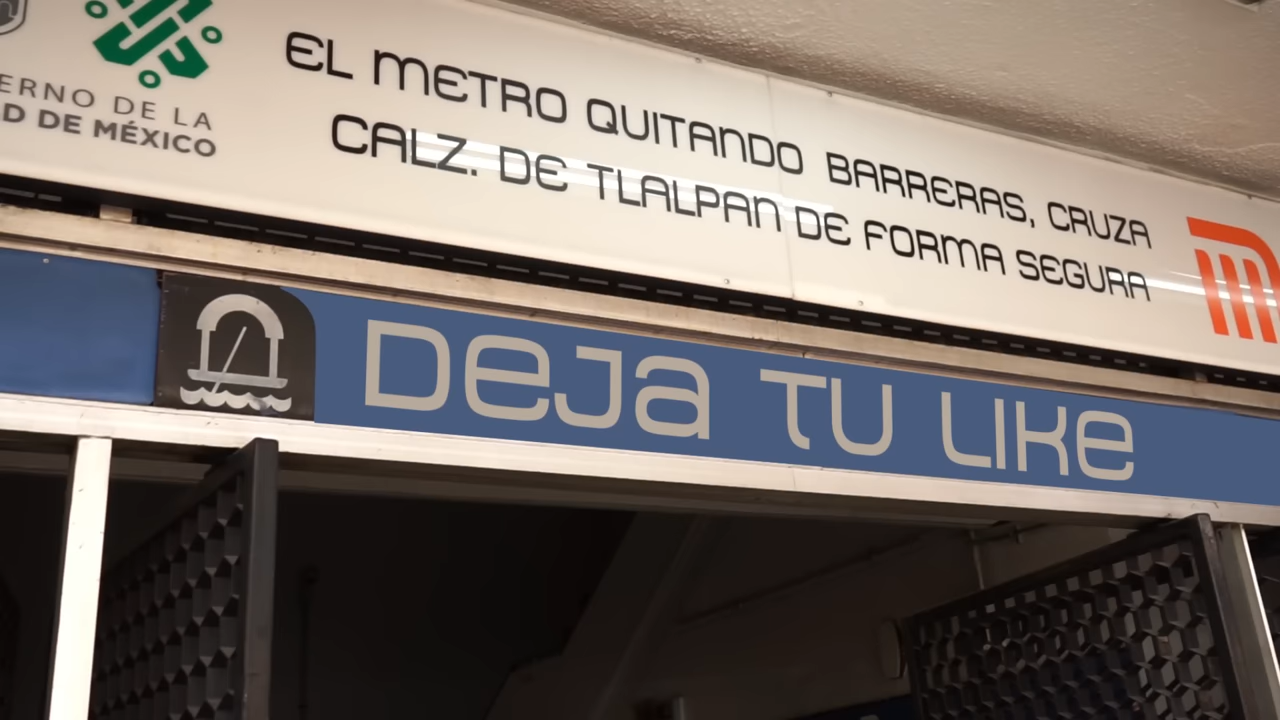 ERNO DE LA
D DE MÉXICO
EL METRO QUITANDO BARRERAS, CRUZA
CALZ. DE TLALPAN DE FORMA SEGURA
DEJA TU LIKE